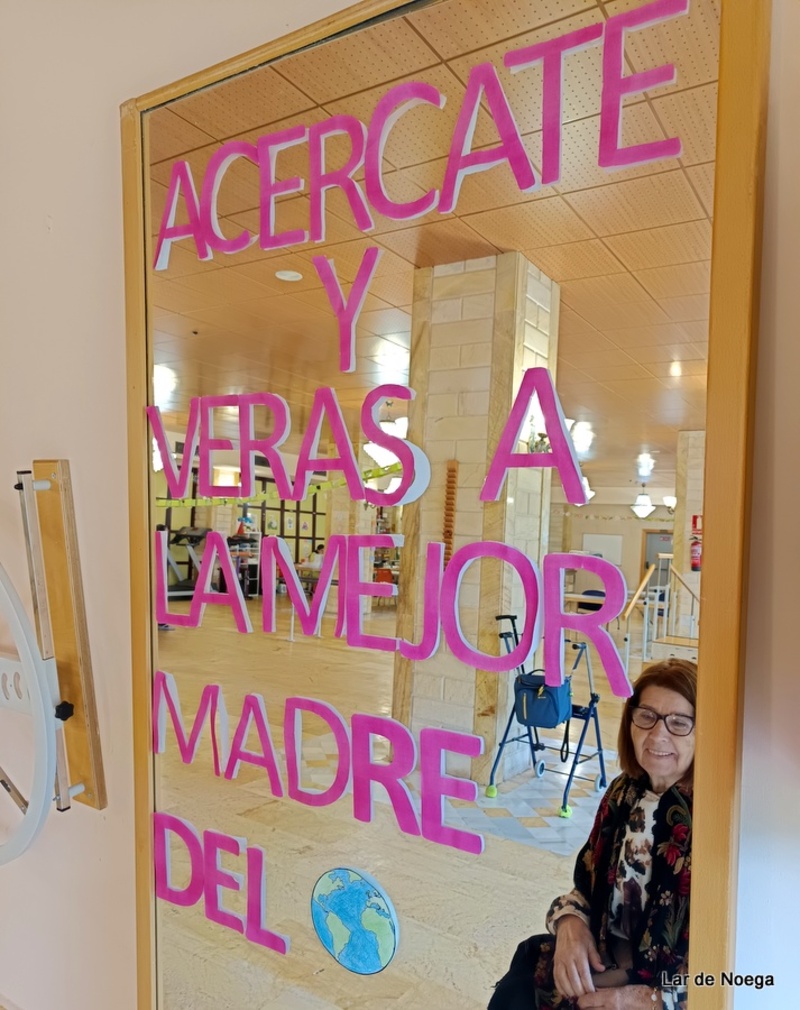 ACERCATE
Y
VERAS A
LA MEJOR
MADRE
DEL
Lar de Noega